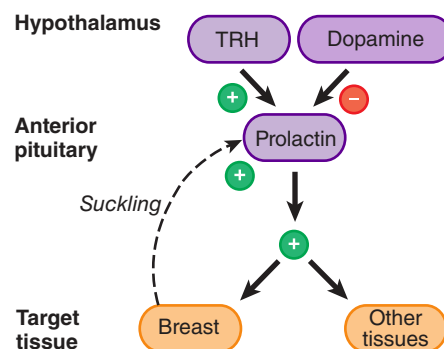 Hypothalamus
TRH
Dopamine
+
−
Anterior
pituitary
Prolactin
+
Suckling
+
Target
tissue
Breast
Other
tissues